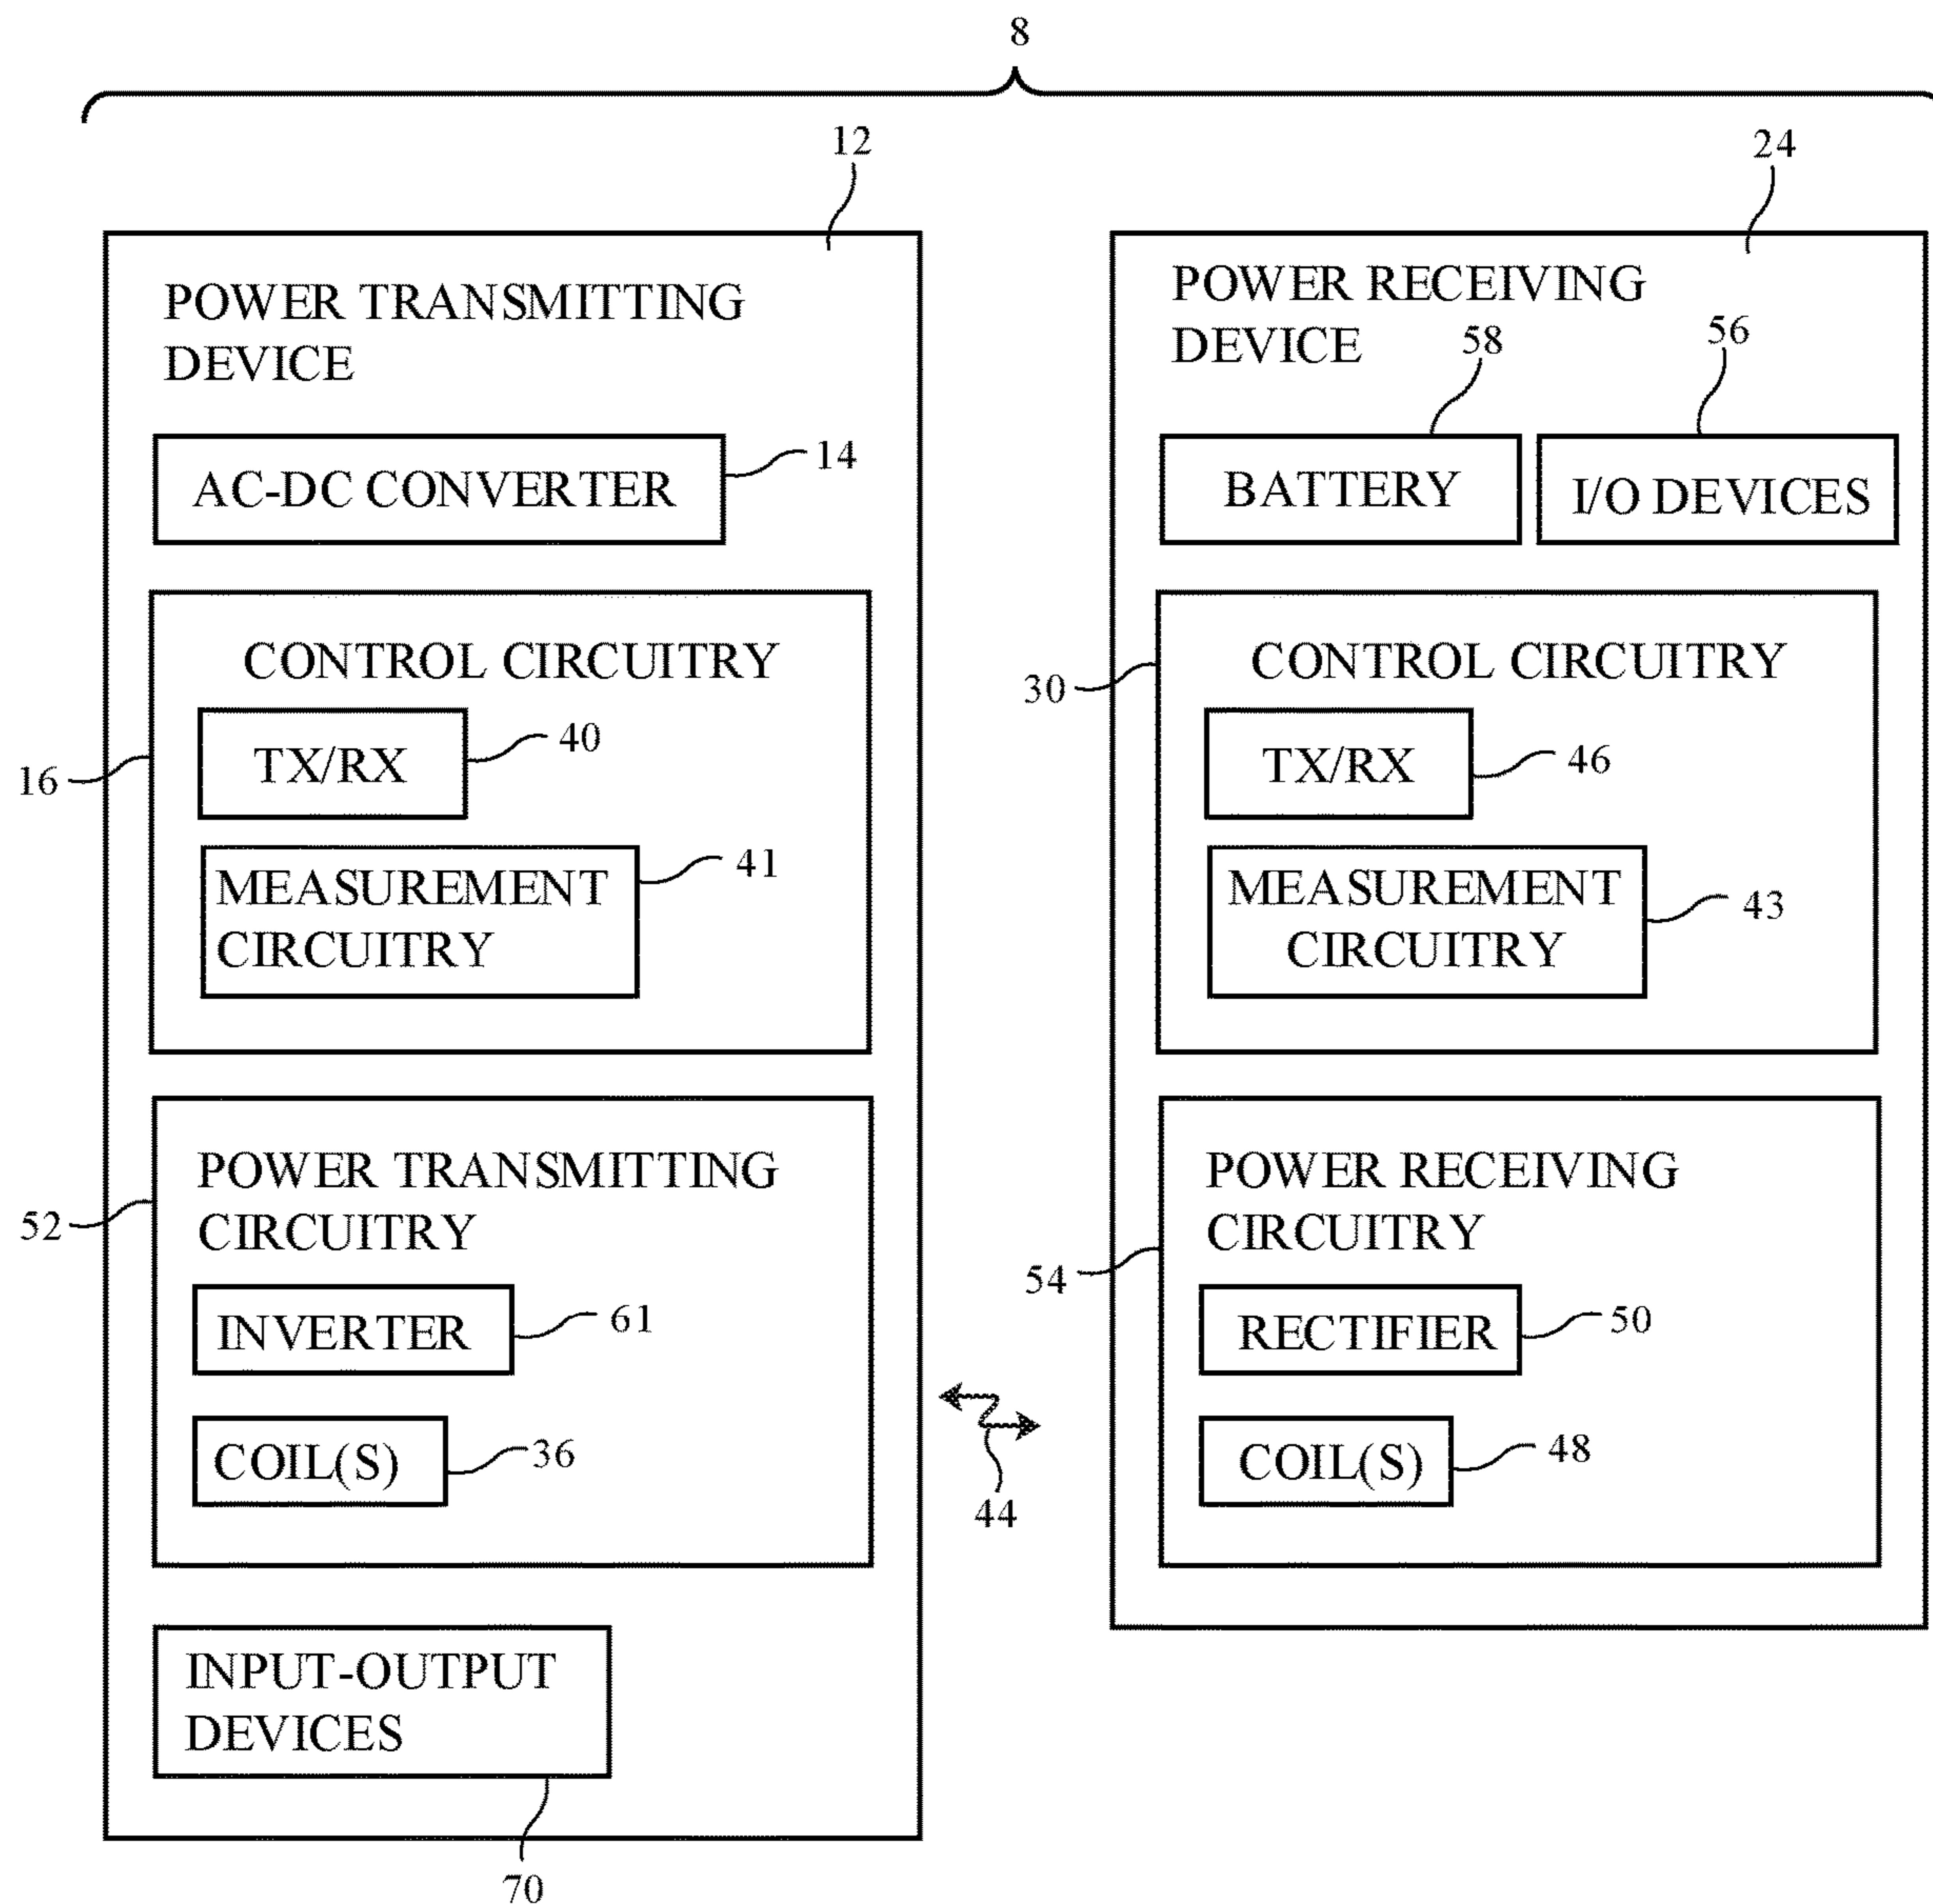 8
12
24
POWER TRANSMITTING
DEVICE
AC-DC CONVERTER
14
CONTROL CIRCUITRY
16
TX/RX
40
MEASUREMENT
CIRCUITRY
41
POWER TRANSMITTING
CIRCUITRY
52
INVERTER
61
COIL(S)
36
INPUT-OUTPUT
DEVICES
70
44
POWER RECEIVING
DEVICE
58
56
BATTERY
I/O DEVICES
CONTROL CIRCUITRY
30
TX/RX
46
MEASUREMENT
CIRCUITRY
43
POWER RECEIVING
CIRCUITRY
54
RECTIFIER
50
COIL(S)
48